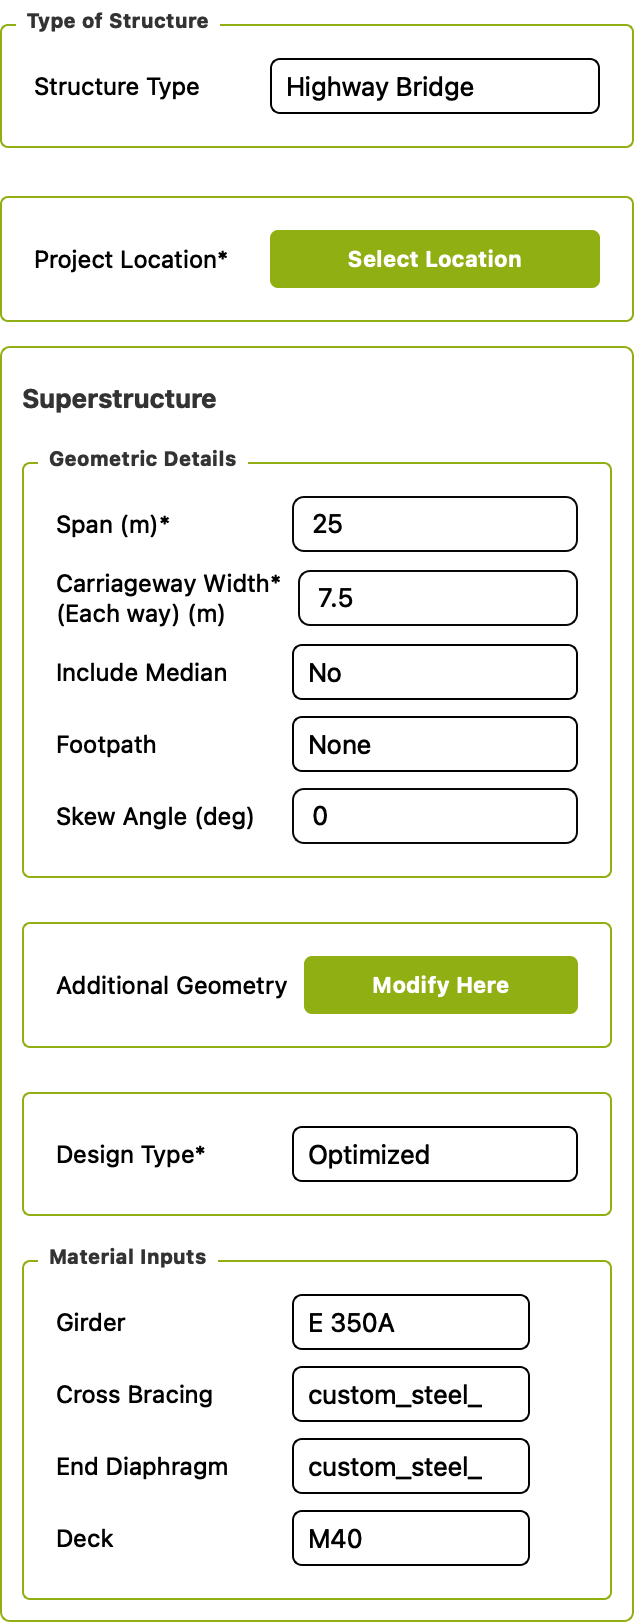 Type of Structure
Structure Type Highway Bridge
Project Location* Select Location
Superstructure
Geometric Details
Span (m)* 25
Carriageway Width*
(Each way) (m) 7.5
Include Median No
Footpath None
Skew Angle (deg) 0
Additional Geometry Modify Here
Design Type* Optimized
Material Inputs
Girder E 350A
Cross Bracing custom_steel_
End Diaphragm custom_steel_
Deck M40